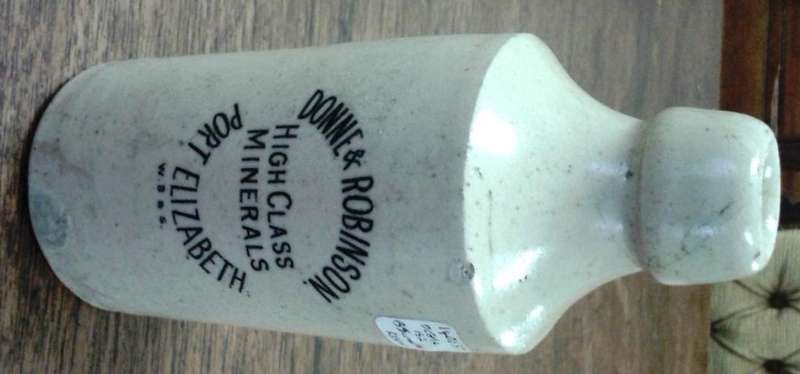 DONNE & ROBINSON
HIGH CLASS
MINERALS
PORT ELIZABETH
W. B & G.